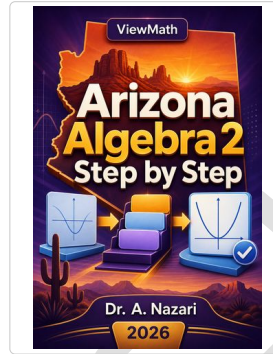 ViewMath
Arizona
Algebra 2
Step by Step
Dr. A. Nazari
2026